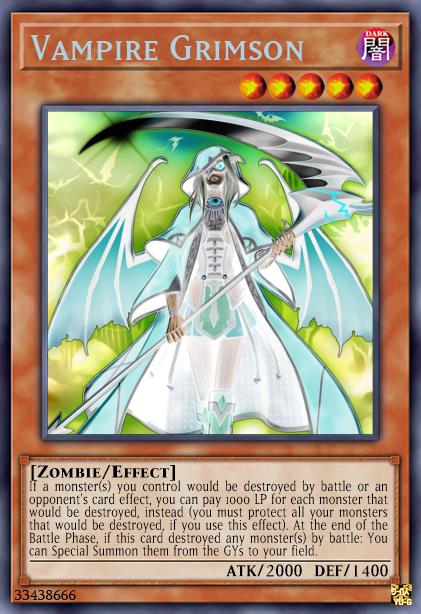 VAMPIRE GRIMSON
DARK
闇
[ZOMBIE/EFFECT]
If a monster(s) you control would be destroyed by battle or an
opponent's card effect, you can pay 1000 LP for each monster that
would be destroyed, instead (you must protect all your monsters
that would be destroyed, if you use this effect). At the end of the
Battle Phase, if this card destroyed any monster(s) by battle: You
can Special Summon them from the GYs to your field.
ATK/2000 DEF/1400
33438666